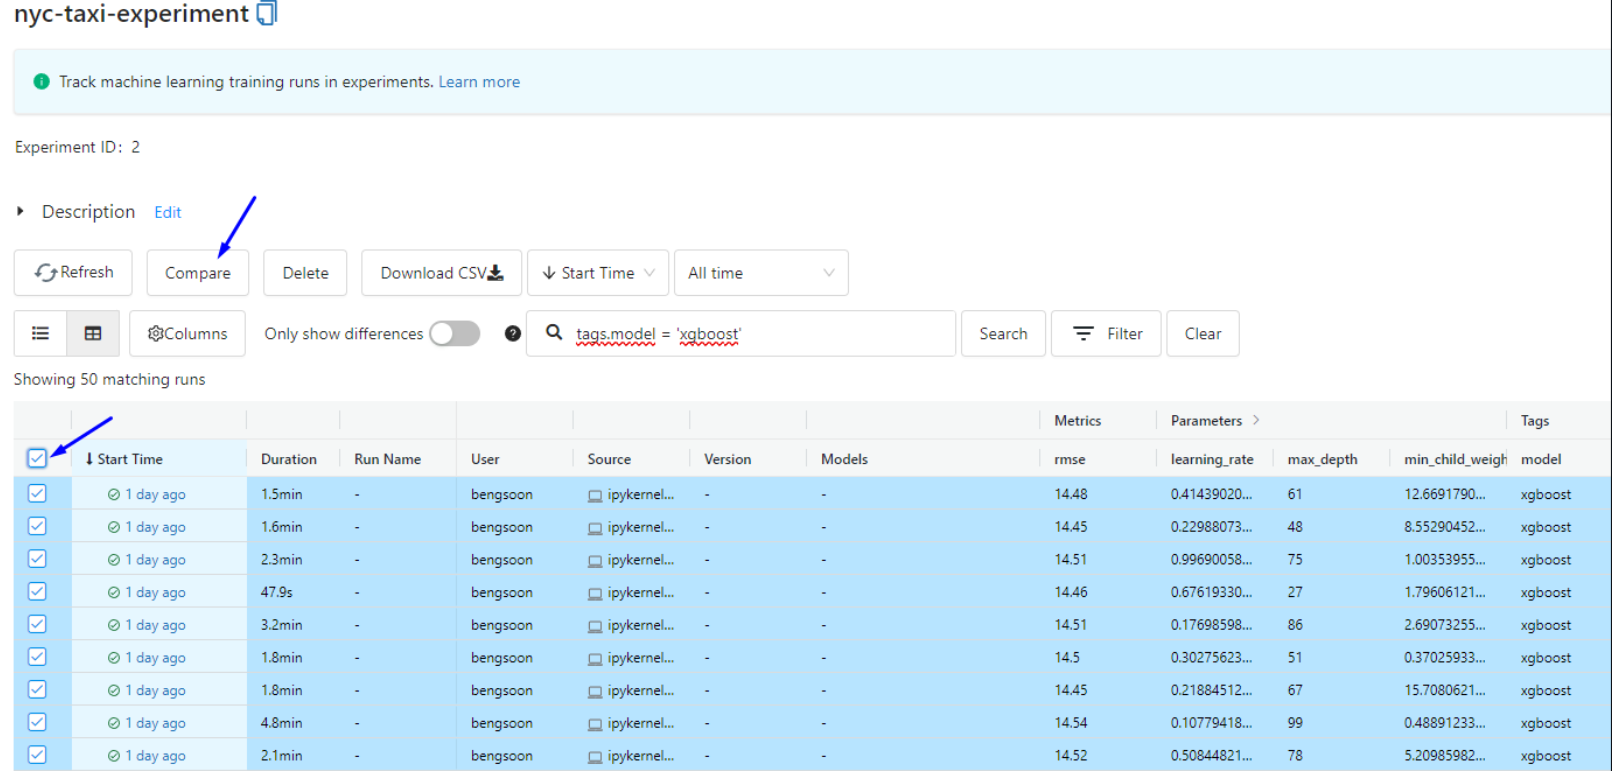 nyc-taxi-experiment
Track machine learning training runs in experiments. Learn more
Experiment ID: 2
Description Edit
Refresh Compare Delete Download CSV Start Time All time
Columns Only show differences tags.model = 'xgboost' Search Filter Clear
Showing 50 matching runs
Metrics Parameters Tags
Start Time Duration Run Name User Source Version Models rmse learning_rate max_depth min_child_weigh model
1 day ago 1.5min - bengsoon ipykernel... - - 14.48 0.41439020... 61 12.6691790... xgboost
1 day ago 1.6min - bengsoon ipykernel... - - 14.45 0.22988073... 48 8.55290452... xgboost
1 day ago 2.3min - bengsoon ipykernel... - - 14.51 0.99690058... 75 1.00353955... xgboost
1 day ago 47.9s - bengsoon ipykernel... - - 14.46 0.67619330... 27 1.79606121... xgboost
1 day ago 3.2min - bengsoon ipykernel... - - 14.51 0.17698598... 86 2.69073255... xgboost
1 day ago 1.8min - bengsoon ipykernel... - - 14.5 0.30275623... 51 0.37025933... xgboost
1 day ago 1.8min - bengsoon ipykernel... - - 14.45 0.21884512... 67 15.7080621... xgboost
1 day ago 4.8min - bengsoon ipykernel... - - 14.54 0.10779418... 99 0.48891233... xgboost
1 day ago 2.1min - bengsoon ipykernel... - - 14.52 0.50844821... 78 5.20985982... xgboost